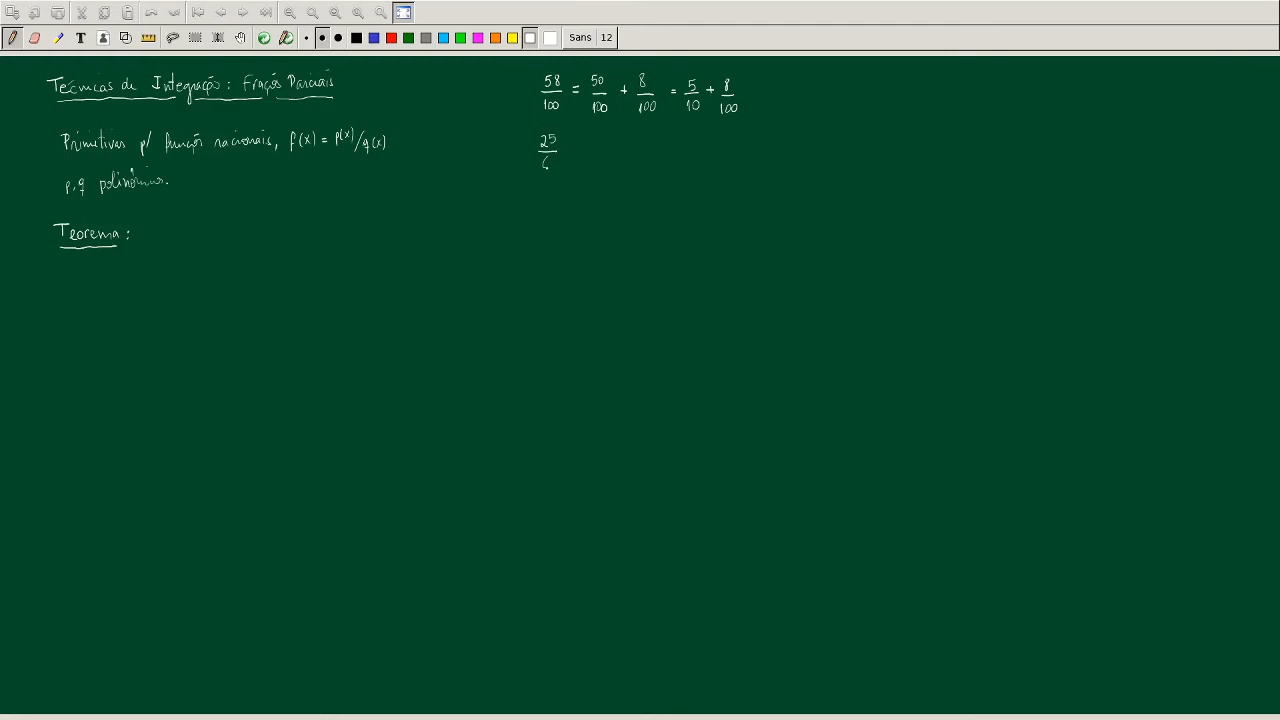 Sans 12
Técnicas de Integração: Frações Parciais
Primitivas p/ funções racionais, f(x) = p(x)/q(x)
p, q polinômios.
Teorema:
58/100 = 50/100 + 8/100 = 5/10 + 8/100
25/6